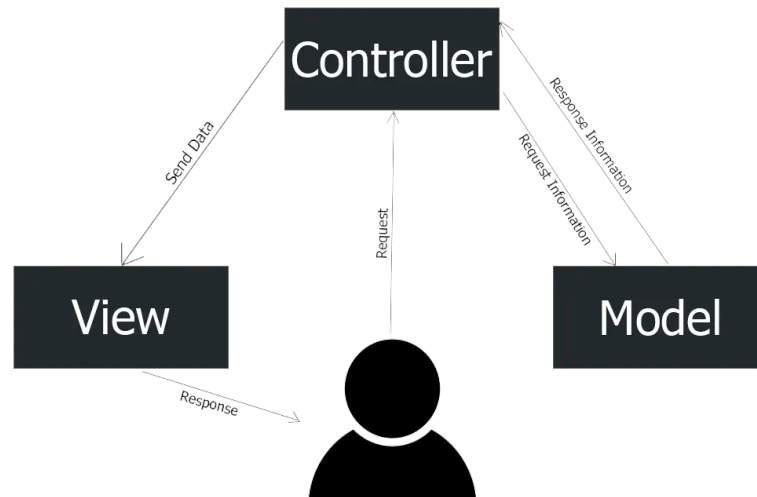 Controller
Send Data
Request
Request Information
Response Information
View
Model
Response